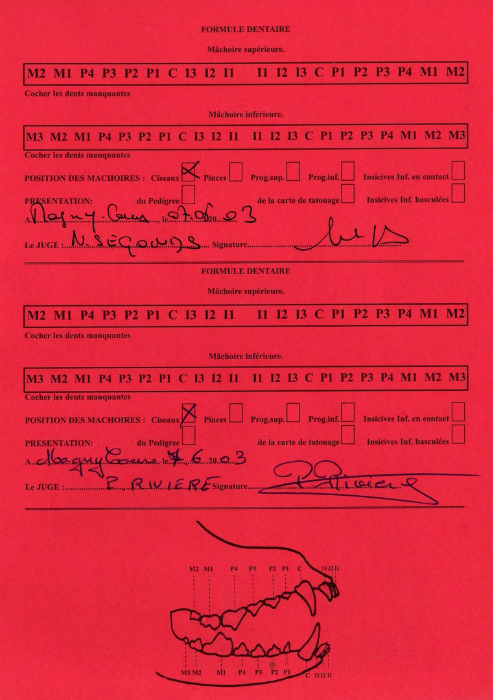 FORMULE DENTAIRE
Mâchoire supérieure.
M2 M1 P4 P3 P2 P1 C I3 I2 I1 I1 I2 I3 C P1 P2 P3 P4 M1 M2
Cocher les dents manquantes
Mâchoire inférieure.
M3 M2 M1 P4 P3 P2 P1 C I3 I2 I1 I1 I2 I3 C P1 P2 P3 P4 M1 M2 M3
Cocher les dents manquantes
POSITION DES MACHOIRES : Ciseaux Pinces Prog.sup. Prog.inf. Insicives Inf. en contact
PRESENTATION: du Pedigree de la carte de tatouage Insicives Inf. basculées
A Magny-Cours le 07.06 20 03
Le JUGE : N. SEGONDS Signature
FORMULE DENTAIRE
Mâchoire supérieure.
M2 M1 P4 P3 P2 P1 C I3 I2 I1 I1 I2 I3 C P1 P2 P3 P4 M1 M2
Cocher les dents manquantes
Mâchoire inférieure.
M3 M2 M1 P4 P3 P2 P1 C I3 I2 I1 I1 I2 I3 C P1 P2 P3 P4 M1 M2 M3
Cocher les dents manquantes
POSITION DES MACHOIRES : Ciseaux Pinces Prog.sup. Prog.inf. Insicives Inf. en contact
PRESENTATION: du Pedigree de la carte de tatouage Insicives Inf. basculées
A Magny Cours le 7 6 20 03
Le JUGE : P. RIVIERE Signature P. Riviere
M2 M1 P4 P3 P2 P1 C I3 I2 I1
M3 M2 M1 P4 P3 P2 P1 C I3 I2 I1